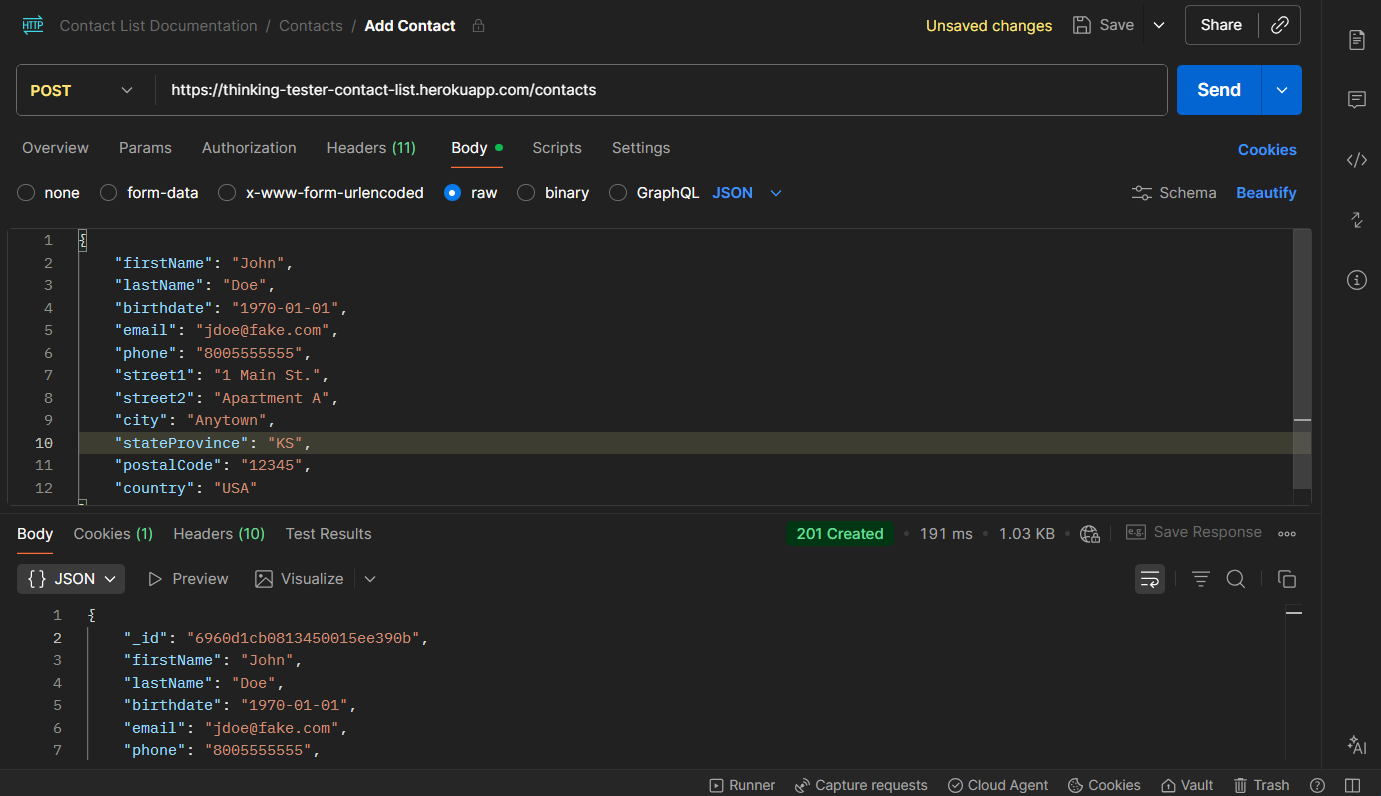 HTTP Contact List Documentation / Contacts / Add Contact Unsaved changes Save Share
POST https://thinking-tester-contact-list.herokuapp.com/contacts Send
Overview Params Authorization Headers (11) Body Scripts Settings Cookies
none form-data x-www-form-urlencoded raw binary GraphQL JSON Schema Beautify
1 {
2 "firstName": "John",
3 "lastName": "Doe",
4 "birthdate": "1970-01-01",
5 "email": "jdoe@fake.com",
6 "phone": "8005555555",
7 "street1": "1 Main St.",
8 "street2": "Apartment A",
9 "city": "Anytown",
10 "stateProvince": "KS",
11 "postalCode": "12345",
12 "country": "USA"
Body Cookies (1) Headers (10) Test Results 201 Created • 191 ms • 1.03 KB • e.g. Save Response
{} JSON Preview Visualize
1 {
2 "_id": "6960d1cb0813450015ee390b",
3 "firstName": "John",
4 "lastName": "Doe",
5 "birthdate": "1970-01-01",
6 "email": "jdoe@fake.com",
7 "phone": "8005555555",
AI
Runner Capture requests Cloud Agent Cookies Vault Trash